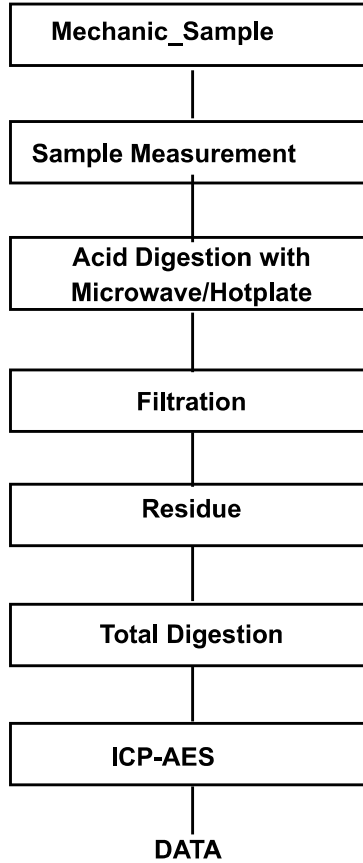 Mechanic_Sample
Sample Measurement
Acid Digestion with
Microwave/Hotplate
Filtration
Residue
Total Digestion
ICP-AES
DATA